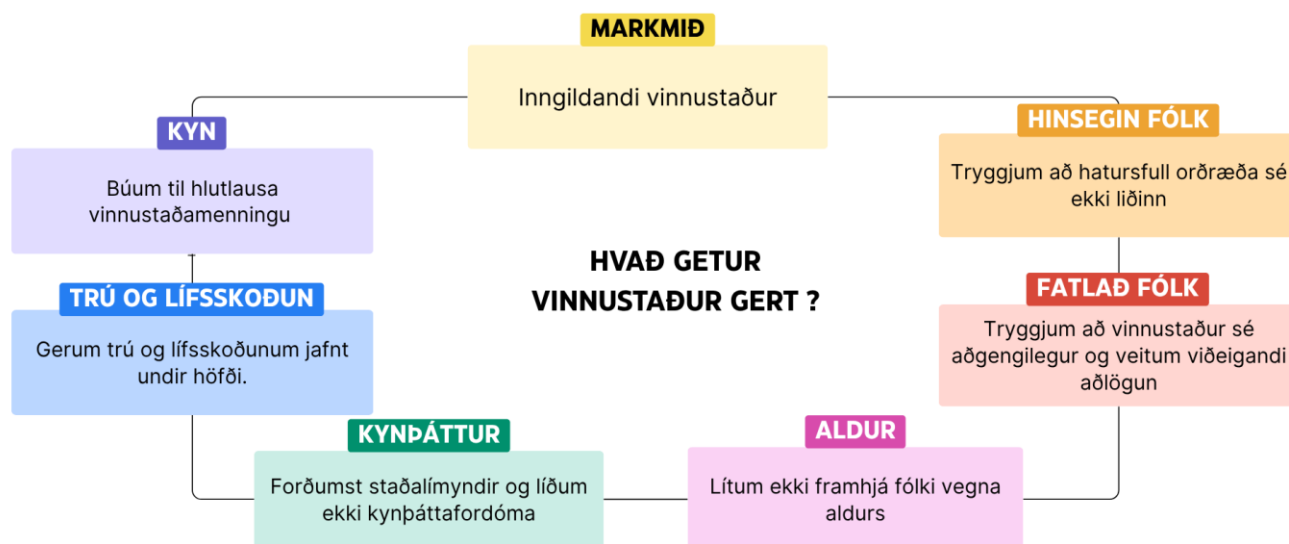 MARKMIÐ
Inngildandi vinnustaður
KYN
Búum til hlutlausa
vinnustaðamenningu
HINSEGIN FÓLK
Tryggjum að hatursfull orðræða sé
ekki liðinn
HVAÐ GETUR
VINNUSTAÐUR GERT ?
TRÚ OG LÍFSSKOÐUN
Gerum trú og lífsskoðunum jafnt
undir höfði.
FATLAÐ FÓLK
Tryggjum að vinnustaður sé
aðgengilegur og veitum viðeigandi
aðlögun
KYNÞÁTTUR
Forðumst staðalímyndir og líðum
ekki kynþáttafordóma
ALDUR
Lítum ekki framhjá fólki vegna
aldurs